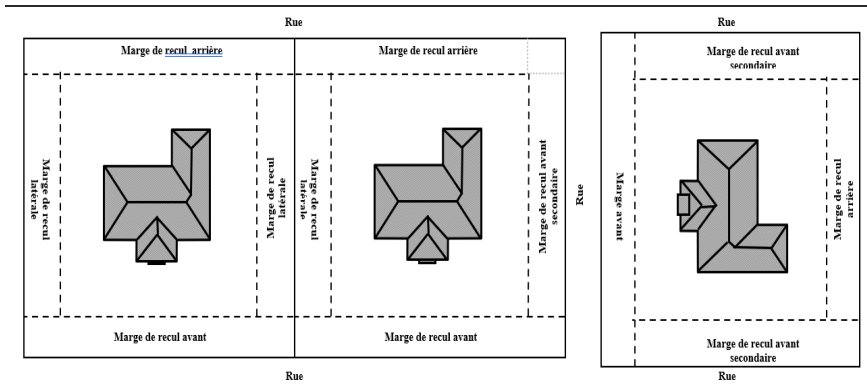 Rue
Rue
Marge de recul arrière
Marge de recul arrière
Marge de recul avant
secondaire
Marge de recul
latérale
Marge de recul
latérale
Marge de recul
latérale
Marge de recul avant
secondaire
Rue
Marge avant
Marge de recul
arrière
Marge de recul avant
Marge de recul avant
Marge de recul avant
secondaire
Rue
Rue